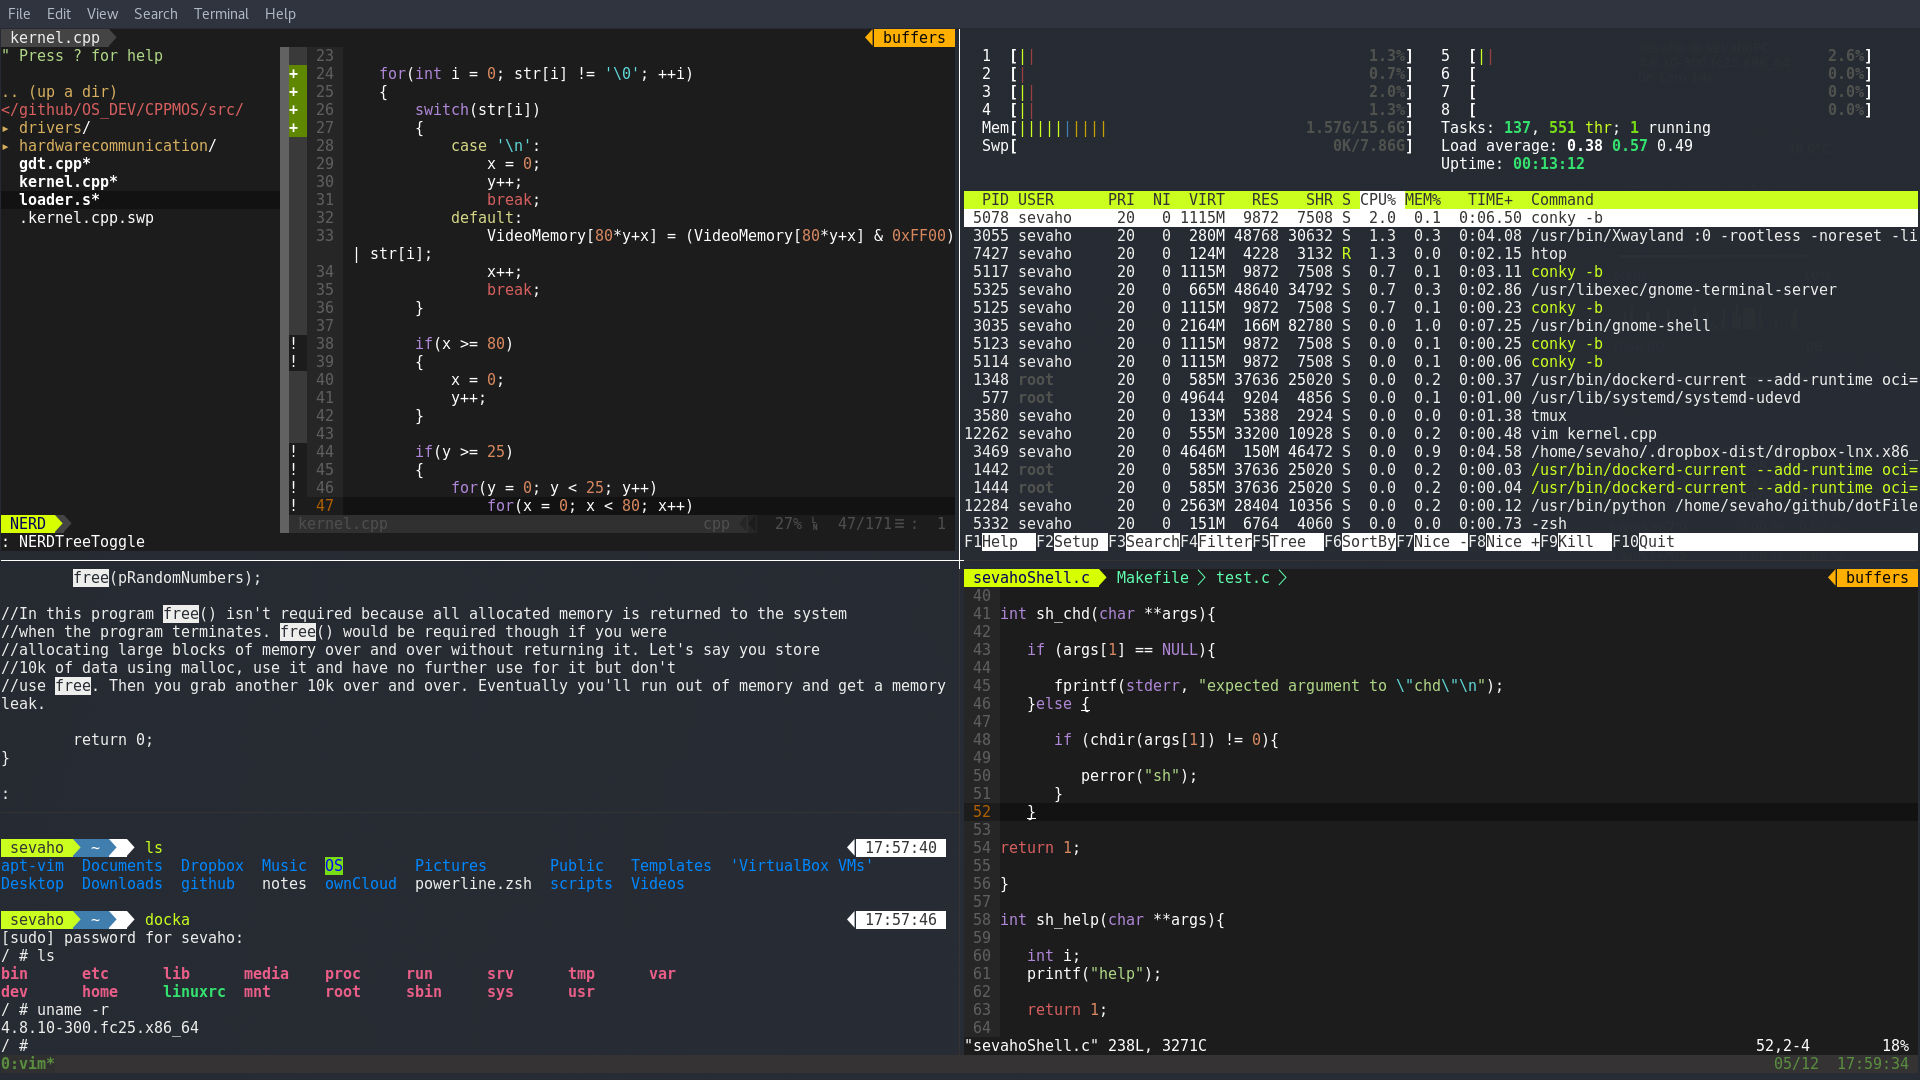 File Edit View Search Terminal Help
kernel.cpp buffers
" Press ? for help
.. (up a dir)
</github/OS_DEV/CPPMOS/src/
▸ drivers/
▸ hardwarecommunication/
gdt.cpp*
kernel.cpp*
loader.s*
.kernel.cpp.swp
23
+ 24 for(int i = 0; str[i] != '\0'; ++i)
+ 25 {
+ 26 switch(str[i])
+ 27 {
28 case '\n':
29 x = 0;
30 y++;
31 break;
32 default:
33 VideoMemory[80*y+x] = (VideoMemory[80*y+x] & 0xFF00)
| str[i];
34 x++;
35 break;
36 }
37
! 38 if(x >= 80)
! 39 {
40 x = 0;
41 y++;
42 }
43
! 44 if(y >= 25)
! 45 {
! 46 for(y = 0; y < 25; y++)
! 47 for(x = 0; x < 80; x++)
NERD kernel.cpp cpp 27% 47/171 : 1
: NERDTreeToggle
1 [|| 1.3%] 5 [|| 2.6%]
2 [| 0.7%] 6 [ 0.0%]
3 [|| 2.0%] 7 [ 0.0%]
4 [|| 1.3%] 8 [ 0.0%]
Mem[|||||||||| 1.57G/15.6G] Tasks: 137, 551 thr; 1 running
Swp[ 0K/7.86G] Load average: 0.38 0.57 0.49
Uptime: 00:13:12
PID USER PRI NI VIRT RES SHR S CPU% MEM% TIME+ Command
5078 sevaho 20 0 1115M 9872 7508 S 2.0 0.1 0:06.50 conky -b
3055 sevaho 20 0 280M 48768 30632 S 1.3 0.3 0:04.08 /usr/bin/Xwayland :0 -rootless -noreset -li
7427 sevaho 20 0 124M 4228 3132 R 1.3 0.0 0:02.15 htop
5117 sevaho 20 0 1115M 9872 7508 S 0.7 0.1 0:03.11 conky -b
5325 sevaho 20 0 665M 48640 34792 S 0.7 0.3 0:02.86 /usr/libexec/gnome-terminal-server
5125 sevaho 20 0 1115M 9872 7508 S 0.7 0.1 0:00.23 conky -b
3035 sevaho 20 0 2164M 166M 82780 S 0.0 1.0 0:07.25 /usr/bin/gnome-shell
5123 sevaho 20 0 1115M 9872 7508 S 0.0 0.1 0:00.25 conky -b
5114 sevaho 20 0 1115M 9872 7508 S 0.0 0.1 0:00.06 conky -b
1348 root 20 0 585M 37636 25020 S 0.0 0.2 0:00.37 /usr/bin/dockerd-current --add-runtime oci=
577 root 20 0 49644 9204 4856 S 0.0 0.1 0:01.00 /usr/lib/systemd/systemd-udevd
3580 sevaho 20 0 133M 5388 2924 S 0.0 0.0 0:01.38 tmux
12262 sevaho 20 0 555M 33200 10928 S 0.0 0.2 0:00.48 vim kernel.cpp
3469 sevaho 20 0 4646M 150M 46472 S 0.0 0.9 0:04.58 /home/sevaho/.dropbox-dist/dropbox-lnx.x86_
1442 root 20 0 585M 37636 25020 S 0.0 0.2 0:00.03 /usr/bin/dockerd-current --add-runtime oci=
1444 root 20 0 585M 37636 25020 S 0.0 0.2 0:00.04 /usr/bin/dockerd-current --add-runtime oci=
12284 sevaho 20 0 2563M 28404 10356 S 0.0 0.2 0:00.12 /usr/bin/python /home/sevaho/github/dotFile
5332 sevaho 20 0 151M 6764 4060 S 0.0 0.0 0:00.73 -zsh
F1Help F2Setup F3SearchF4FilterF5Tree F6SortByF7Nice -F8Nice +F9Kill F10Quit
free(pRandomNumbers);
//In this program free() isn't required because all allocated memory is returned to the system
//when the program terminates. free() would be required though if you were
//allocating large blocks of memory over and over without returning it. Let's say you store
//10k of data using malloc, use it and have no further use for it but don't
//use free. Then you grab another 10k over and over. Eventually you'll run out of memory and get a memory
leak.
return 0;
}
:
sevaho ~ ls 17:57:40
apt-vim Documents Dropbox Music OS Pictures Public Templates 'VirtualBox VMs'
Desktop Downloads github notes ownCloud powerline.zsh scripts Videos
sevaho ~ docka 17:57:46
[sudo] password for sevaho:
/ # ls
bin etc lib media proc run srv tmp var
dev home linuxrc mnt root sbin sys usr
/ # uname -r
4.8.10-300.fc25.x86_64
/ #
sevahoShell.c Makefile test.c buffers
40
41 int sh_chd(char **args){
42
43 if (args[1] == NULL){
44
45 fprintf(stderr, "expected argument to \"chd\"\n");
46 }else {
47
48 if (chdir(args[1]) != 0){
49
50 perror("sh");
51 }
52 }
53
54 return 1;
55
56 }
57
58 int sh_help(char **args){
59
60 int i;
61 printf("help");
62
63 return 1;
64
"sevahoShell.c" 238L, 3271C 52,2-4 18%
0:vim* 05/12 17:59:34